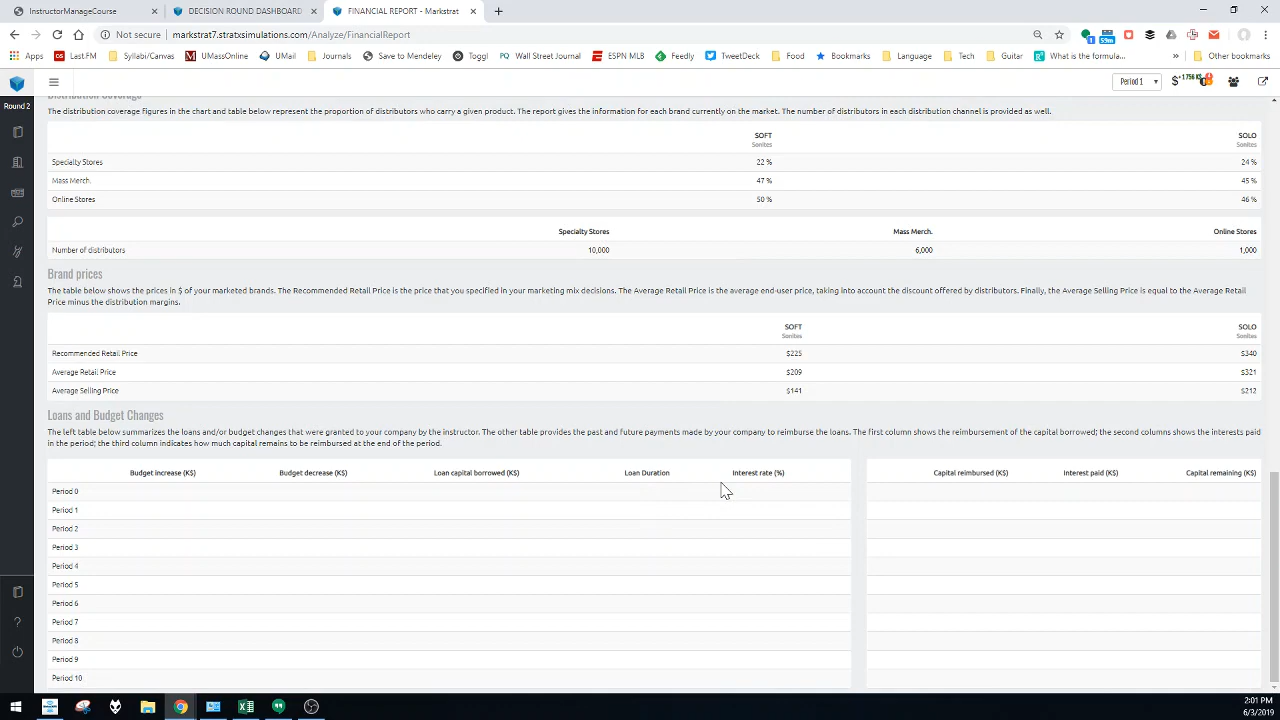 InstructorManageCourse
DECISION ROUND DASHBOARD
FINANCIAL REPORT - Markstrat
Not secure | markstrat7.stratxsimulations.com/Analyze/FinancialReport
59m
Apps Last.FM Syllabi/Canvas UMassOnline UMail Journals Save to Mendeley Toggl Wall Street Journal ESPN MLB Feedly TweetDeck Food Bookmarks Language Tech Guitar What is the formula... » Other bookmarks
Period 1
Round 2
Distribution Coverage
The distribution coverage figures in the chart and table below represent the proportion of distributors who carry a given product. The report gives the information for each brand currently on the market. The number of distributors in each distribution channel is provided as well.
SOFT SOLO
Sonites Sonites
Specialty Stores 22 % 24 %
Mass Merch. 47 % 45 %
Online Stores 50 % 46 %
Specialty Stores Mass Merch. Online Stores
Number of distributors 10,000 6,000 1,000
Brand prices
The table below shows the prices in $ of your marketed brands. The Recommended Retail Price is the price that you specified in your marketing mix decisions. The Average Retail Price is the average end-user price, taking into account the discount offered by distributors. Finally, the Average Selling Price is equal to the Average Retail
Price minus the distribution margins.
SOFT SOLO
Sonites Sonites
Recommended Retail Price $225 $340
Average Retail Price $209 $321
Average Selling Price $141 $212
Loans and Budget Changes
The left table below summarizes the loans and/or budget changes that were granted to your company by the instructor. The other table provides the past and future payments made by your company to reimburse the loans. The first column shows the reimbursement of the capital borrowed; the second columns shows the interests paid
in the period; the third column indicates how much capital remains to be reimbursed at the end of the period.
Budget increase (K$) Budget decrease (K$) Loan capital borrowed (K$) Loan Duration Interest rate (%) Capital reimbursed (K$) Interest paid (K$) Capital remaining (K$)
Period 0
Period 1
Period 2
Period 3
Period 4
Period 5
Period 6
Period 7
Period 8
Period 9
Period 10
2:01 PM
6/3/2019